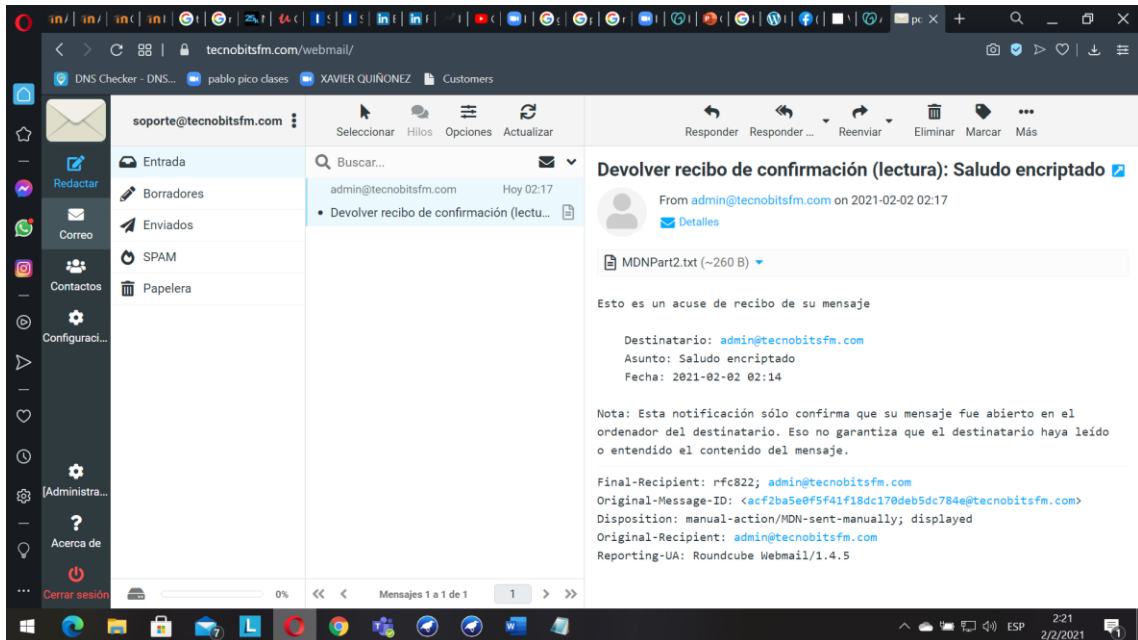 tecnobitsfm.com/webmail/
DNS Checker - DNS... pablo pico clases XAVIER QUIÑONEZ Customers
soporte@tecnobitsfm.com
Seleccionar Hilos Opciones Actualizar
Responder Responder ... Reenviar Eliminar Marcar Más
Redactar
Correo
Contactos
Configuraci...
[Administra...
Acerca de
Cerrar sesión
Entrada
Borradores
Enviados
SPAM
Papelera
0%
Buscar...
admin@tecnobitsfm.com Hoy 02:17
• Devolver recibo de confirmación (lectu...
Mensajes 1 a 1 de 1 1
Devolver recibo de confirmación (lectura): Saludo encriptado
From admin@tecnobitsfm.com on 2021-02-02 02:17
Detalles
MDNPart2.txt (~260 B)
Esto es un acuse de recibo de su mensaje
Destinatario: admin@tecnobitsfm.com
Asunto: Saludo encriptado
Fecha: 2021-02-02 02:14
Nota: Esta notificación sólo confirma que su mensaje fue abierto en el
ordenador del destinatario. Eso no garantiza que el destinatario haya leído
o entendido el contenido del mensaje.
Final-Recipient: rfc822; admin@tecnobitsfm.com
Original-Message-ID: <acf2ba5e0f5f41f18dc170deb5dc784e@tecnobitsfm.com>
Disposition: manual-action/MDN-sent-manually; displayed
Original-Recipient: admin@tecnobitsfm.com
Reporting-UA: Roundcube Webmail/1.4.5
ESP
2:21
2/2/2021